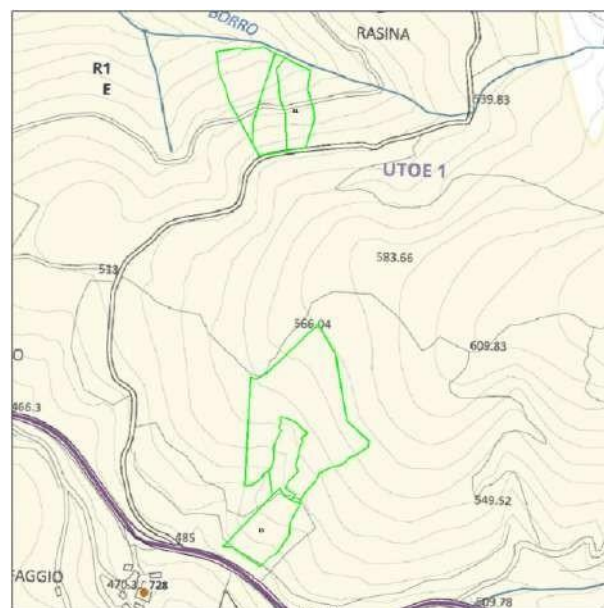 BORRO
RASINA
R1
E
539.83
UTOE 1
583.66
513
566.04
609.83
O
466.3
549.52
485
FAGGIO
470.3
728
509.78